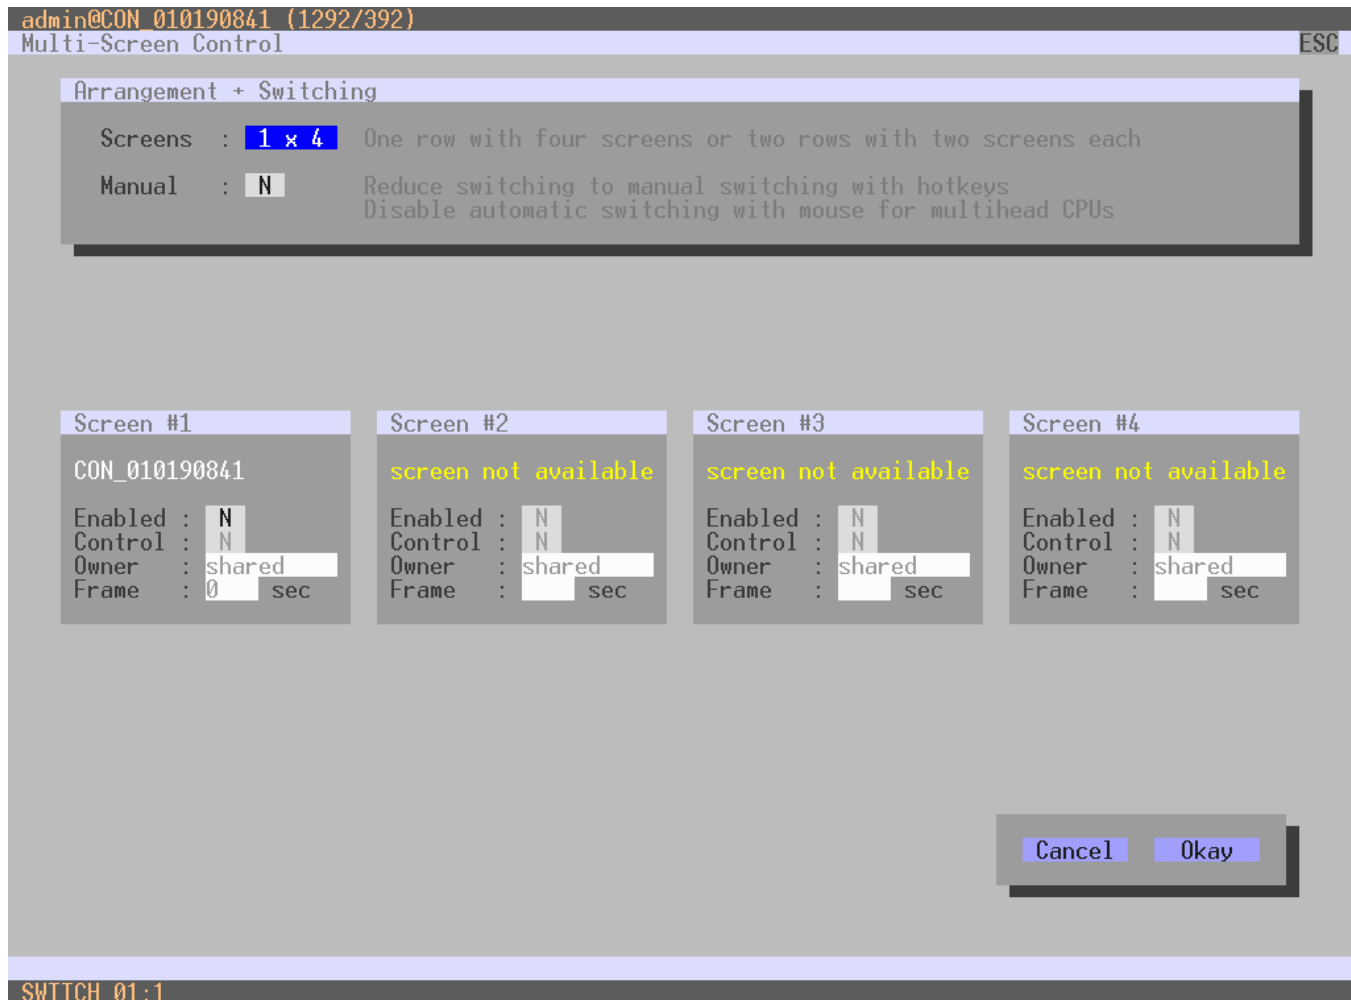 admin@CON_010190841 (1292/392)
Multi-Screen Control ESC
Arrangement + Switching
Screens : 1 x 4 One row with four screens or two rows with two screens each
Manual : N Reduce switching to manual switching with hotkeys
Disable automatic switching with mouse for multihead CPUs
Screen #1 Screen #2 Screen #3 Screen #4
CON_010190841 screen not available screen not available screen not available
Enabled : N Enabled : N Enabled : N Enabled : N
Control : N Control : N Control : N Control : N
Owner : shared Owner : shared Owner : shared Owner : shared
Frame : 0 sec Frame : sec Frame : sec Frame : sec
Cancel Okay
SWITCH 01:1